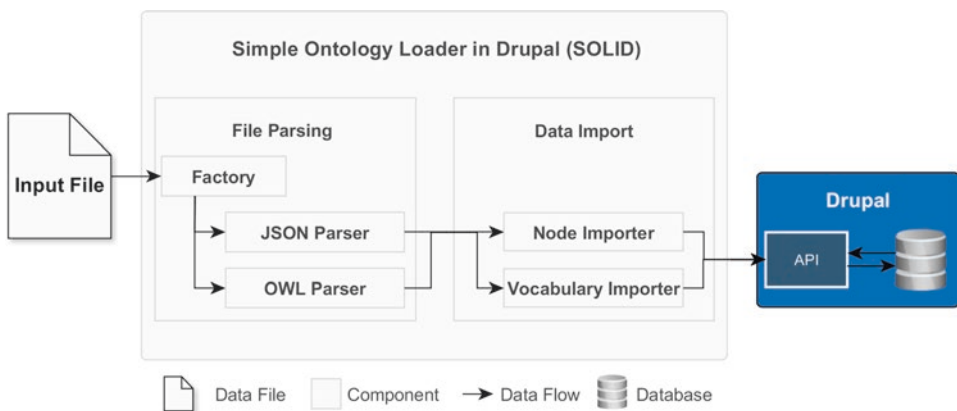 Simple Ontology Loader in Drupal (SOLID)
File Parsing
Data Import
Input File
Factory
JSON Parser
OWL Parser
Node Importer
Vocabulary Importer
Drupal
API
Data File
Component
Data Flow
Database